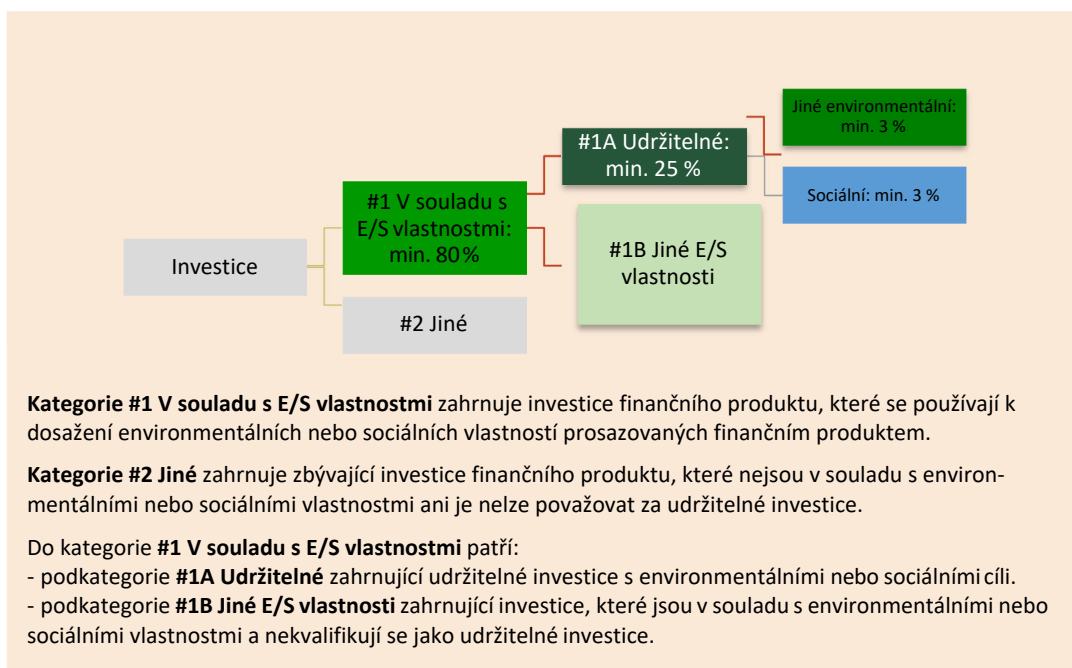 Jiné environmentální:
min. 3 %
#1A Udržitelné:
min. 25 %
Sociální: min. 3 %
#1 V souladu s
E/S vlastnostmi:
min. 80 %
#1B Jiné E/S
vlastnosti
Investice
#2 Jiné
Kategorie #1 V souladu s E/S vlastnostmi zahrnuje investice finančního produktu, které se používají k
dosažení environmentálních nebo sociálních vlastností prosazovaných finančním produktem.
Kategorie #2 Jiné zahrnuje zbývající investice finančního produktu, které nejsou v souladu s environ-
mentálními nebo sociálními vlastnostmi ani je nelze považovat za udržitelné investice.
Do kategorie #1 V souladu s E/S vlastnostmi patří:
- podkategorie #1A Udržitelné zahrnující udržitelné investice s environmentálními nebo sociálními cíli.
- podkategorie #1B Jiné E/S vlastnosti zahrnující investice, které jsou v souladu s environmentálními nebo
sociálními vlastnostmi a nekvalifikují se jako udržitelné investice.